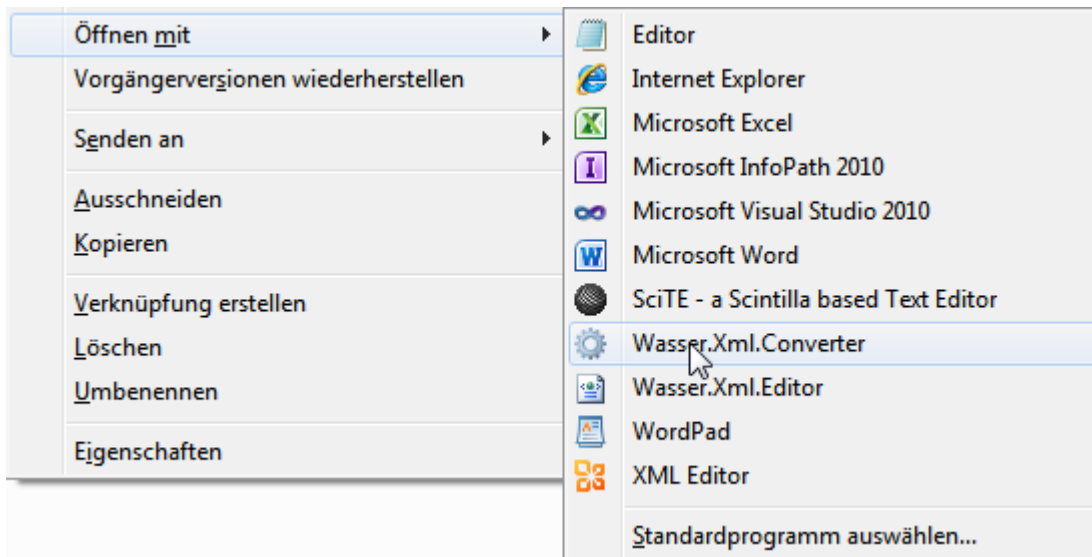 Öffnen mit
Vorgängerversionen wiederherstellen
Senden an
Ausschneiden
Kopieren
Verknüpfung erstellen
Löschen
Umbenennen
Eigenschaften
Editor
Internet Explorer
Microsoft Excel
Microsoft InfoPath 2010
Microsoft Visual Studio 2010
Microsoft Word
SciTE - a Scintilla based Text Editor
Wasser.Xml.Converter
Wasser.Xml.Editor
WordPad
XML Editor
Standardprogramm auswählen...